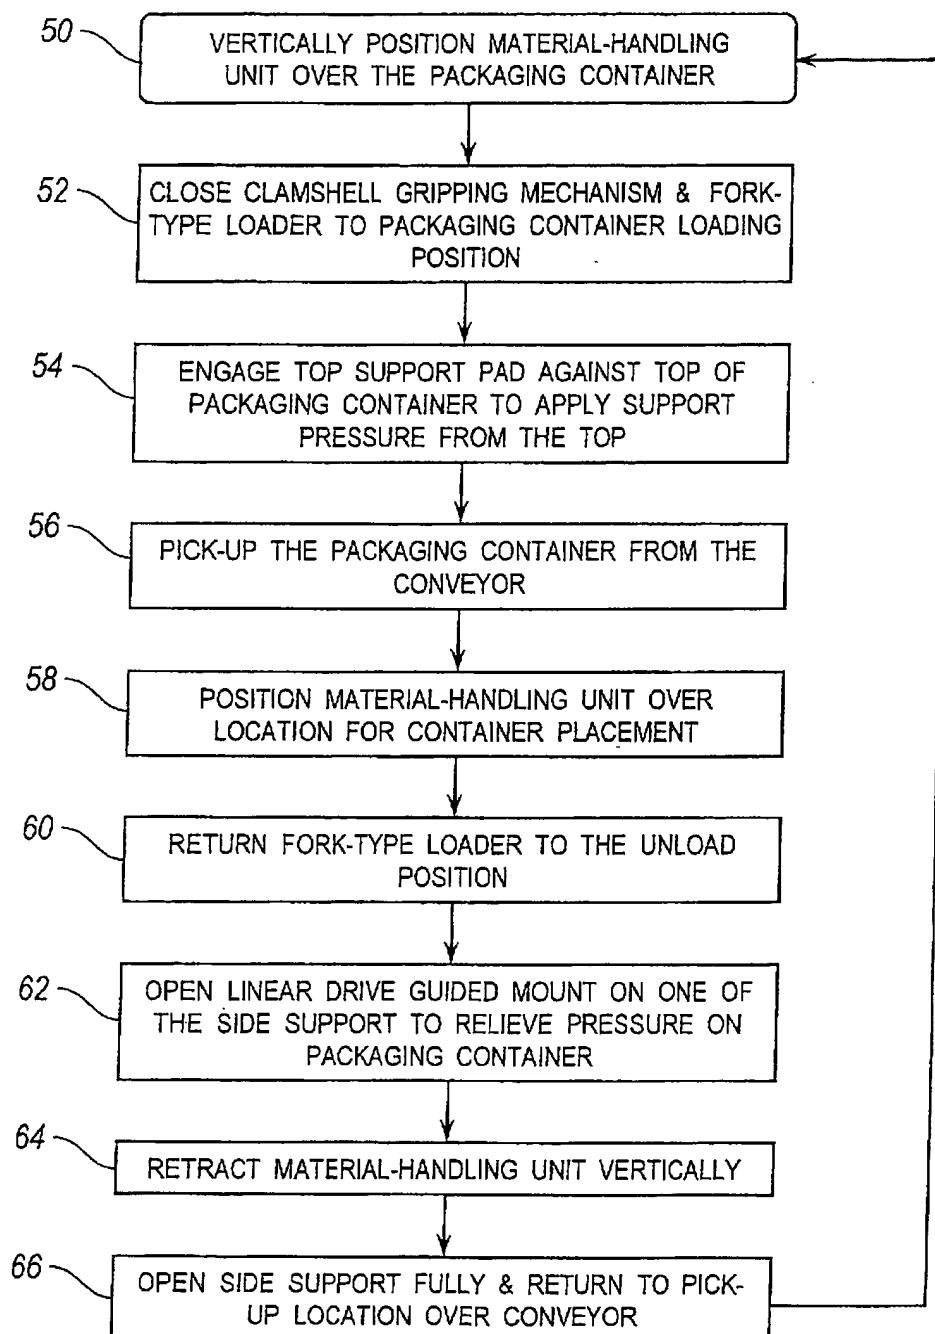 50
VERTICALLY POSITION MATERIAL-HANDLING
UNIT OVER THE PACKAGING CONTAINER
52
CLOSE CLAMSHELL GRIPPING MECHANISM & FORK-
TYPE LOADER TO PACKAGING CONTAINER LOADING
POSITION
54
ENGAGE TOP SUPPORT PAD AGAINST TOP OF
PACKAGING CONTAINER TO APPLY SUPPORT
PRESSURE FROM THE TOP
56
PICK-UP THE PACKAGING CONTAINER FROM THE
CONVEYOR
58
POSITION MATERIAL-HANDLING UNIT OVER
LOCATION FOR CONTAINER PLACEMENT
60
RETURN FORK-TYPE LOADER TO THE UNLOAD
POSITION
62
OPEN LINEAR DRIVE GUIDED MOUNT ON ONE OF
THE SIDE SUPPORT TO RELIEVE PRESSURE ON
PACKAGING CONTAINER
64
RETRACT MATERIAL-HANDLING UNIT VERTICALLY
66
OPEN SIDE SUPPORT FULLY & RETURN TO PICK-
UP LOCATION OVER CONVEYOR